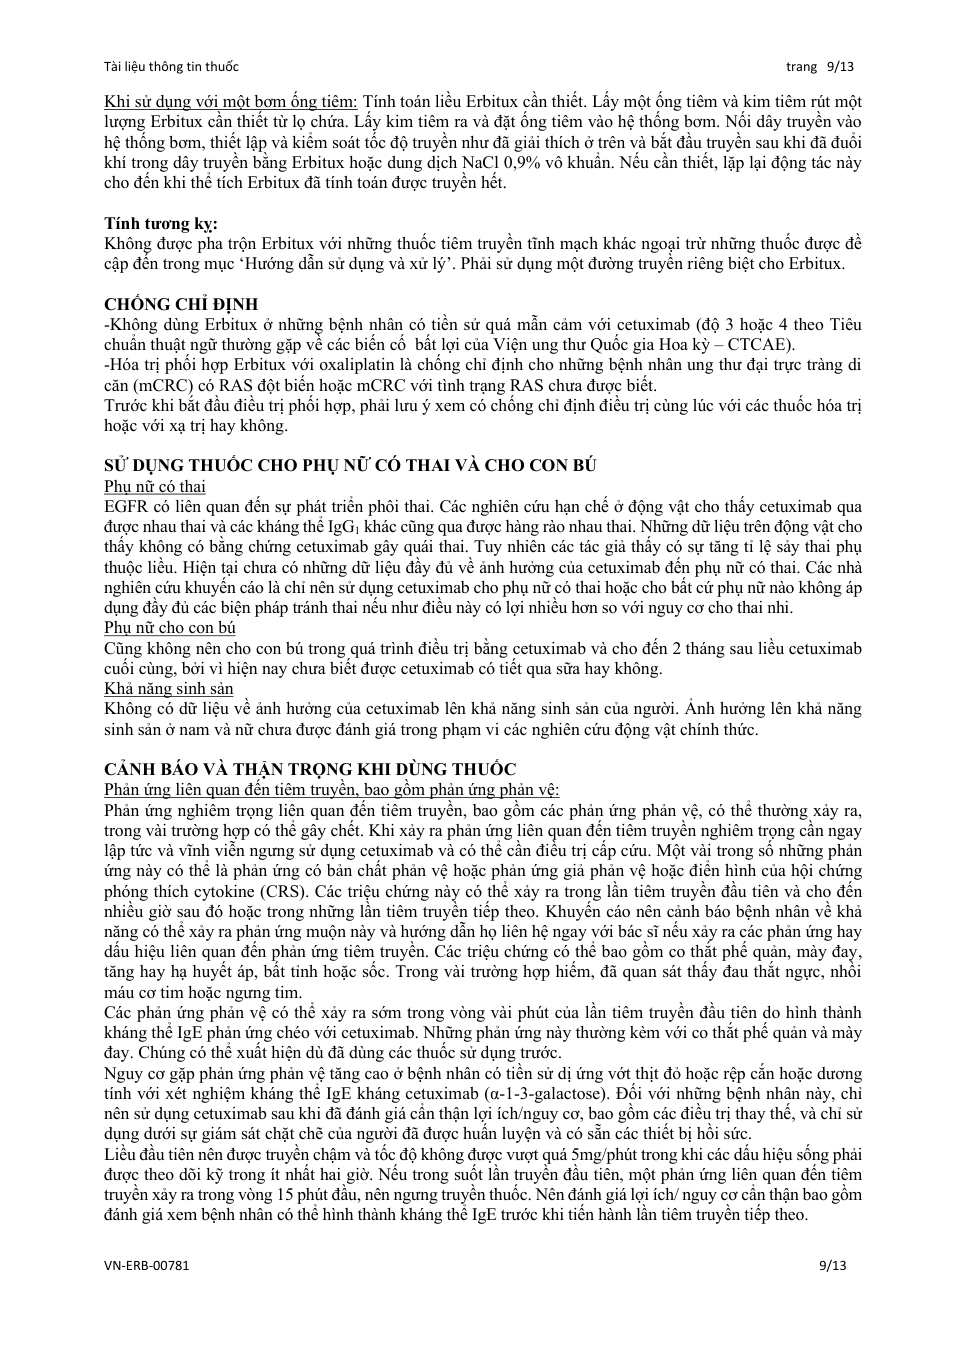 Tài liệu thông tin thuốc trang 9/13
Khi sử dụng với một bơm ống tiêm: Tính toán liều Erbitux cần thiết. Lấy một ống tiêm và kim tiêm rút một
lượng Erbitux cần thiết từ lọ chứa. Lấy kim tiêm ra và đặt ống tiêm vào hệ thống bơm. Nối dây truyền vào
hệ thống bơm, thiết lập và kiểm soát tốc độ truyền như đã giải thích ở trên và bắt đầu truyền sau khi đã đuổi
khí trong dây truyền bằng Erbitux hoặc dung dịch NaCl 0,9% vô khuẩn. Nếu cần thiết, lặp lại động tác này
cho đến khi thể tích Erbitux đã tính toán được truyền hết.
Tính tương kỵ:
Không được pha trộn Erbitux với những thuốc tiêm truyền tĩnh mạch khác ngoại trừ những thuốc được đề
cập đến trong mục ‘Hướng dẫn sử dụng và xử lý’. Phải sử dụng một đường truyền riêng biệt cho Erbitux.
CHỐNG CHỈ ĐỊNH
-Không dùng Erbitux ở những bệnh nhân có tiền sử quá mẫn cảm với cetuximab (độ 3 hoặc 4 theo Tiêu
chuẩn thuật ngữ thường gặp về các biến cố bất lợi của Viện ung thư Quốc gia Hoa kỳ – CTCAE).
-Hóa trị phối hợp Erbitux với oxaliplatin là chống chỉ định cho những bệnh nhân ung thư đại trực tràng di
căn (mCRC) có RAS đột biến hoặc mCRC với tình trạng RAS chưa được biết.
Trước khi bắt đầu điều trị phối hợp, phải lưu ý xem có chống chỉ định điều trị cùng lúc với các thuốc hóa trị
hoặc với xạ trị hay không.
SỬ DỤNG THUỐC CHO PHỤ NỮ CÓ THAI VÀ CHO CON BÚ
Phụ nữ có thai
EGFR có liên quan đến sự phát triển phôi thai. Các nghiên cứu hạn chế ở động vật cho thấy cetuximab qua
được nhau thai và các kháng thể IgG₁ khác cũng qua được hàng rào nhau thai. Những dữ liệu trên động vật cho
thấy không có bằng chứng cetuximab gây quái thai. Tuy nhiên các tác giả thấy có sự tăng tỉ lệ sảy thai phụ
thuộc liều. Hiện tại chưa có những dữ liệu đầy đủ về ảnh hưởng của cetuximab đến phụ nữ có thai. Các nhà
nghiên cứu khuyến cáo là chỉ nên sử dụng cetuximab cho phụ nữ có thai hoặc cho bất cứ phụ nữ nào không áp
dụng đầy đủ các biện pháp tránh thai nếu như điều này có lợi nhiều hơn so với nguy cơ cho thai nhi.
Phụ nữ cho con bú
Cũng không nên cho con bú trong quá trình điều trị bằng cetuximab và cho đến 2 tháng sau liều cetuximab
cuối cùng, bởi vì hiện nay chưa biết được cetuximab có tiết qua sữa hay không.
Khả năng sinh sản
Không có dữ liệu về ảnh hưởng của cetuximab lên khả năng sinh sản của người. Ảnh hưởng lên khả năng
sinh sản ở nam và nữ chưa được đánh giá trong phạm vi các nghiên cứu động vật chính thức.
CẢNH BÁO VÀ THẬN TRỌNG KHI DÙNG THUỐC
Phản ứng liên quan đến tiêm truyền, bao gồm phản ứng phản vệ:
Phản ứng nghiêm trọng liên quan đến tiêm truyền, bao gồm các phản ứng phản vệ, có thể thường xảy ra,
trong vài trường hợp có thể gây chết. Khi xảy ra phản ứng liên quan đến tiêm truyền nghiêm trọng cần ngay
lập tức và vĩnh viễn ngưng sử dụng cetuximab và có thể cần điều trị cấp cứu. Một vài trong số những phản
ứng này có thể là phản ứng có bản chất phản vệ hoặc phản ứng giả phản vệ hoặc điển hình của hội chứng
phóng thích cytokine (CRS). Các triệu chứng này có thể xảy ra trong lần tiêm truyền đầu tiên và cho đến
nhiều giờ sau đó hoặc trong những lần tiêm truyền tiếp theo. Khuyến cáo nên cảnh báo bệnh nhân về khả
năng có thể xảy ra phản ứng muộn này và hướng dẫn họ liên hệ ngay với bác sĩ nếu xảy ra các phản ứng hay
dấu hiệu liên quan đến phản ứng tiêm truyền. Các triệu chứng có thể bao gồm co thắt phế quản, mày đay,
tăng hay hạ huyết áp, bất tỉnh hoặc sốc. Trong vài trường hợp hiếm, đã quan sát thấy đau thắt ngực, nhồi
máu cơ tim hoặc ngưng tim.
Các phản ứng phản vệ có thể xảy ra sớm trong vòng vài phút của lần tiêm truyền đầu tiên do hình thành
kháng thể IgE phản ứng chéo với cetuximab. Những phản ứng này thường kèm với co thắt phế quản và mày
đay. Chúng có thể xuất hiện dù đã dùng các thuốc sử dụng trước.
Nguy cơ gặp phản ứng phản vệ tăng cao ở bệnh nhân có tiền sử dị ứng vớt thịt đỏ hoặc rệp cắn hoặc dương
tính với xét nghiệm kháng thể IgE kháng cetuximab (α-1-3-galactose). Đối với những bệnh nhân này, chỉ
nên sử dụng cetuximab sau khi đã đánh giá cẩn thận lợi ích/nguy cơ, bao gồm các điều trị thay thế, và chỉ sử
dụng dưới sự giám sát chặt chẽ của người đã được huấn luyện và có sẵn các thiết bị hồi sức.
Liều đầu tiên nên được truyền chậm và tốc độ không được vượt quá 5mg/phút trong khi các dấu hiệu sống phải
được theo dõi kỹ trong ít nhất hai giờ. Nếu trong suốt lần truyền đầu tiên, một phản ứng liên quan đến tiêm
truyền xảy ra trong vòng 15 phút đầu, nên ngưng truyền thuốc. Nên đánh giá lợi ích/ nguy cơ cẩn thận bao gồm
đánh giá xem bệnh nhân có thể hình thành kháng thể IgE trước khi tiến hành lần tiêm truyền tiếp theo.
VN-ERB-00781 9/13